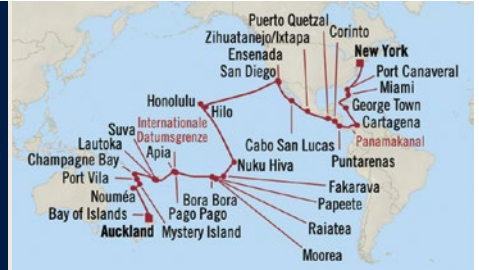 Puerto Quetzal
Zihuatanejo/Ixtapa
Corinto
Ensenada
New York
San Diego
Port Canaveral
Miami
Honolulu
Hilo
George Town
Cartagena
Suva
Internationale
Datumsgrenze
Panamakanal
Lautoka
Apia
Cabo San Lucas
Champagne Bay
Nuku Hiva
Puntarenas
Port Vila
Fakarava
Nouméa
Bora Bora
Papeete
Bay of Islands
Pago Pago
Raiatea
Auckland
Mystery Island
Moorea